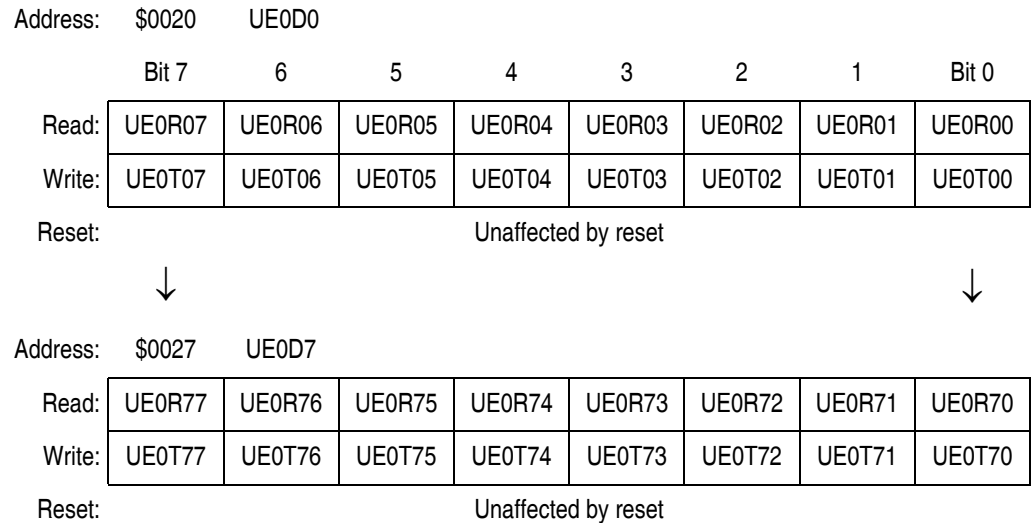 Address: $0020 UE0D0
Bit 7 6 5 4 3 2 1 Bit 0
Read: UE0R07 UE0R06 UE0R05 UE0R04 UE0R03 UE0R02 UE0R01 UE0R00
Write: UE0T07 UE0T06 UE0T05 UE0T04 UE0T03 UE0T02 UE0T01 UE0T00
Reset: Unaffected by reset
↓ ↓
Address: $0027 UE0D7
Read: UE0R77 UE0R76 UE0R75 UE0R74 UE0R73 UE0R72 UE0R71 UE0R70
Write: UE0T77 UE0T76 UE0T75 UE0T74 UE0T73 UE0T72 UE0T71 UE0T70
Reset: Unaffected by reset